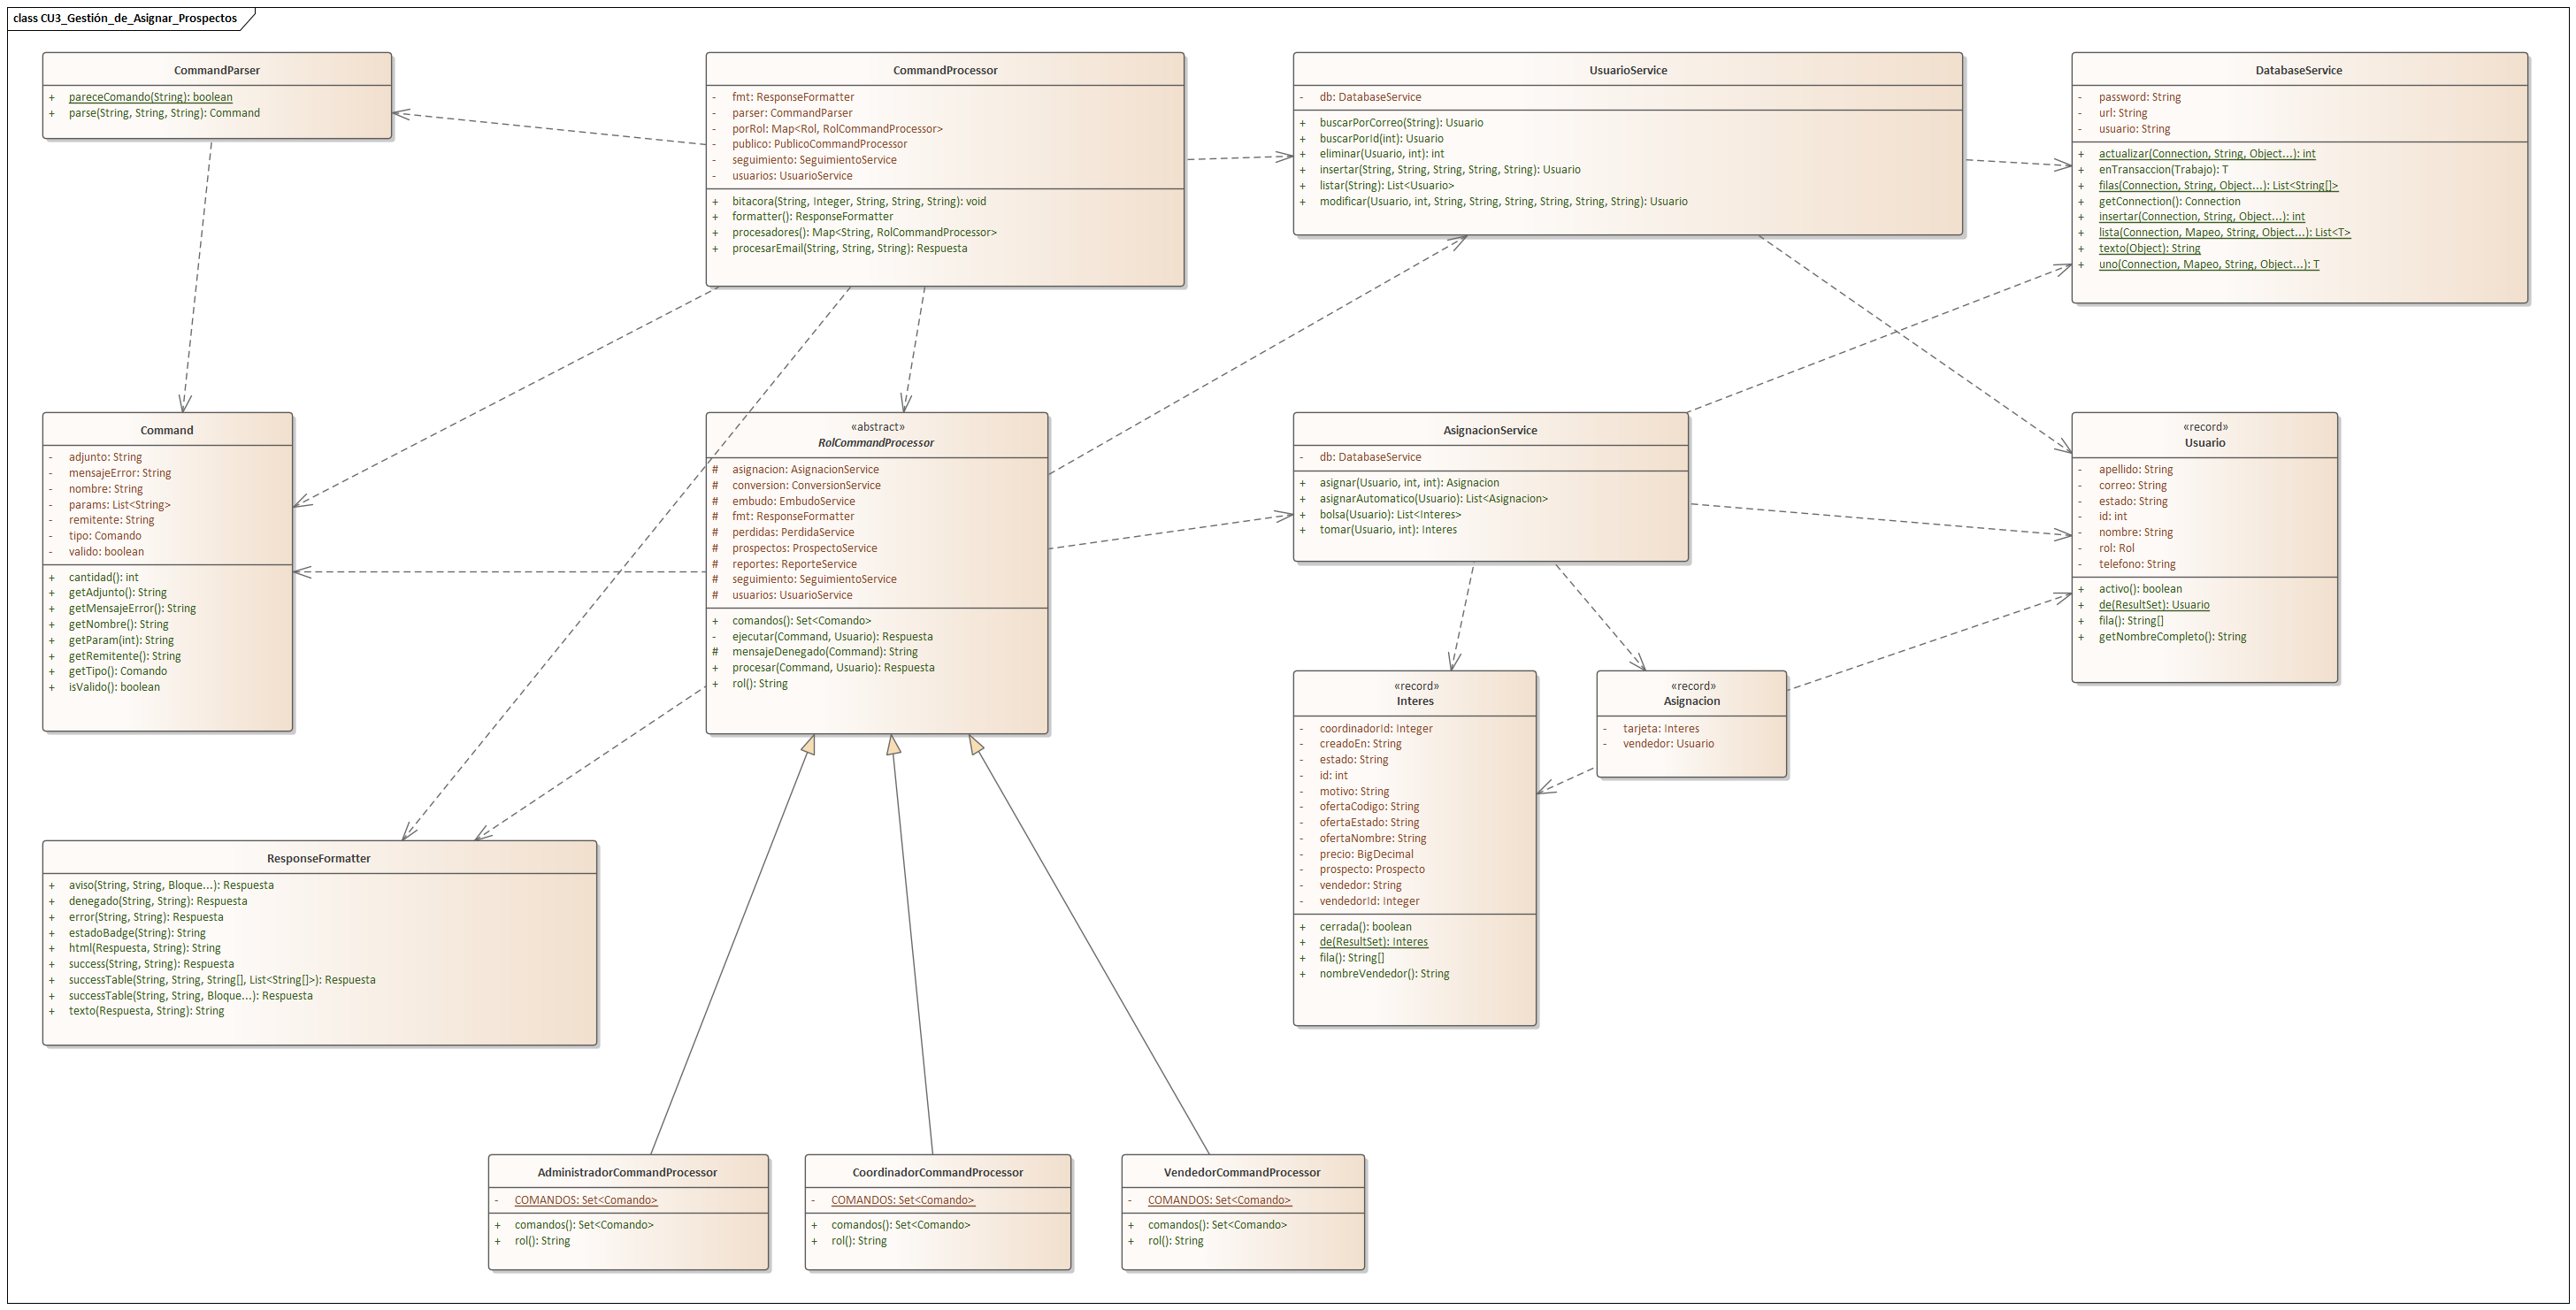 class CU3_Gestión_de_Asignar_Prospectos
CommandParser
+ pareceComando(String): boolean
+ parse(String, String, String): Command
CommandProcessor
- fmt: ResponseFormatter
- parser: CommandParser
- porRol: Map<Rol, RolCommandProcessor>
- publico: PublicoCommandProcessor
- seguimiento: SeguimientoService
- usuarios: UsuarioService
+ bitacora(String, Integer, String, String, String): void
+ formatter(): ResponseFormatter
+ procesadores(): Map<String, RolCommandProcessor>
+ procesarEmail(String, String, String): Respuesta
UsuarioService
- db: DatabaseService
+ buscarPorCorreo(String): Usuario
+ buscarPorId(int): Usuario
+ eliminar(Usuario, int): int
+ insertar(String, String, String, String, String): Usuario
+ listar(String): List<Usuario>
+ modificar(Usuario, int, String, String, String, String, String, String): Usuario
DatabaseService
- password: String
- url: String
- usuario: String
+ actualizar(Connection, String, Object...): int
+ enTransaccion(Trabajo): T
+ filas(Connection, String, Object...): List<String[]>
+ getConnection(): Connection
+ insertar(Connection, String, Object...): int
+ lista(Connection, Mapeo, String, Object...): List<T>
+ texto(Object): String
+ uno(Connection, Mapeo, String, Object...): T
Command
- adjunto: String
- mensajeError: String
- nombre: String
- params: List<String>
- remitente: String
- tipo: Comando
- valido: boolean
+ cantidad(): int
+ getAdjunto(): String
+ getMensajeError(): String
+ getNombre(): String
+ getParam(int): String
+ getRemitente(): String
+ getTipo(): Comando
+ isValido(): boolean
«abstract»
RolCommandProcessor
# asignacion: AsignacionService
# conversion: ConversionService
# embudo: EmbudoService
# fmt: ResponseFormatter
# perdidas: PerdidaService
# prospectos: ProspectoService
# reportes: ReporteService
# seguimiento: SeguimientoService
# usuarios: UsuarioService
+ comandos(): Set<Comando>
- ejecutar(Command, Usuario): Respuesta
# mensajeDenegado(Command): String
+ procesar(Command, Usuario): Respuesta
+ rol(): String
AsignacionService
- db: DatabaseService
+ asignar(Usuario, int, int): Asignacion
+ asignarAutomatico(Usuario): List<Asignacion>
+ bolsa(Usuario): List<Interes>
+ tomar(Usuario, int): Interes
«record»
Usuario
- apellido: String
- correo: String
- estado: String
- id: int
- nombre: String
- rol: Rol
- telefono: String
+ activo(): boolean
+ de(ResultSet): Usuario
+ fila(): String[]
+ getNombreCompleto(): String
«record»
Interes
- coordinadorId: Integer
- creadoEn: String
- estado: String
- id: int
- motivo: String
- ofertaCodigo: String
- ofertaEstado: String
- ofertaNombre: String
- precio: BigDecimal
- prospecto: Prospecto
- vendedor: String
- vendedorId: Integer
+ cerrada(): boolean
+ de(ResultSet): Interes
+ fila(): String[]
+ nombreVendedor(): String
«record»
Asignacion
- tarjeta: Interes
- vendedor: Usuario
ResponseFormatter
+ aviso(String, String, Bloque...): Respuesta
+ denegado(String, String): Respuesta
+ error(String, String): Respuesta
+ estadoBadge(String): String
+ html(Respuesta, String): String
+ success(String, String): Respuesta
+ successTable(String, String, String[], List<String[]>): Respuesta
+ successTable(String, String, Bloque...): Respuesta
+ texto(Respuesta, String): String
AdministradorCommandProcessor
- COMANDOS: Set<Comando>
+ comandos(): Set<Comando>
+ rol(): String
CoordinadorCommandProcessor
- COMANDOS: Set<Comando>
+ comandos(): Set<Comando>
+ rol(): String
VendedorCommandProcessor
- COMANDOS: Set<Comando>
+ comandos(): Set<Comando>
+ rol(): String